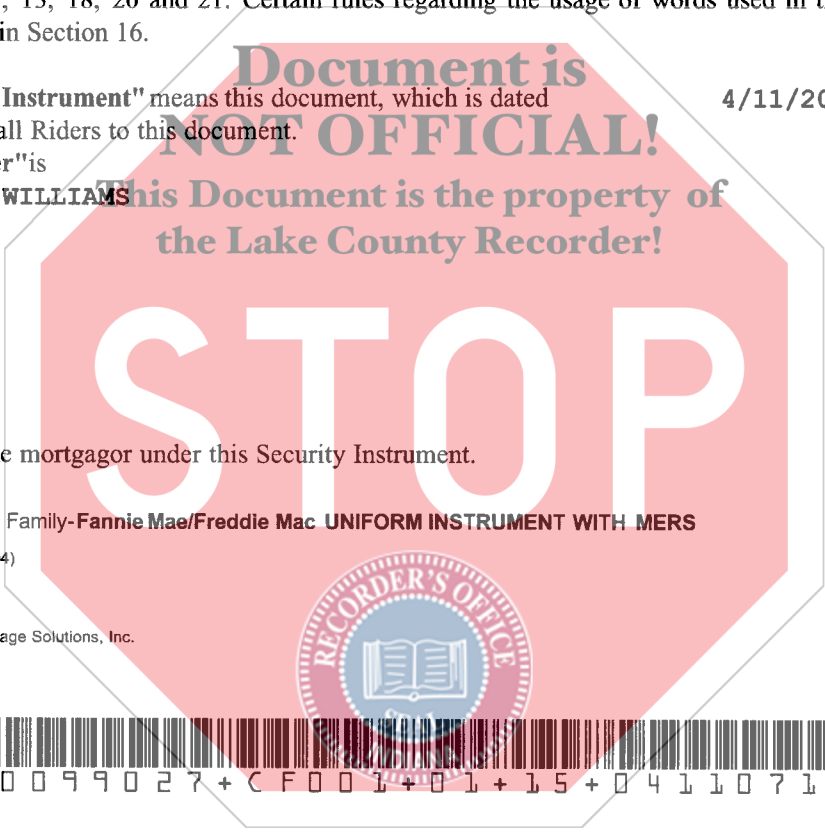 , 13, 18, 20 and 21. Certain rules regarding the usage of words used in
in Section 16.
Document is
Instrument" means this document, which is dated 4/11/20
all Riders to this document.
NOT OFFICIAL!
r" is
WILLIAMS
This Document is the property of
the Lake County Recorder!
STOP
e mortgagor under this Security Instrument.
Family-Fannie Mae/Freddie Mac UNIFORM INSTRUMENT WITH MERS
4)
RECORDER'S OFFICE
age Solutions, Inc.
SEAL
INDIANA
0099027+CF001+01+15+0411071